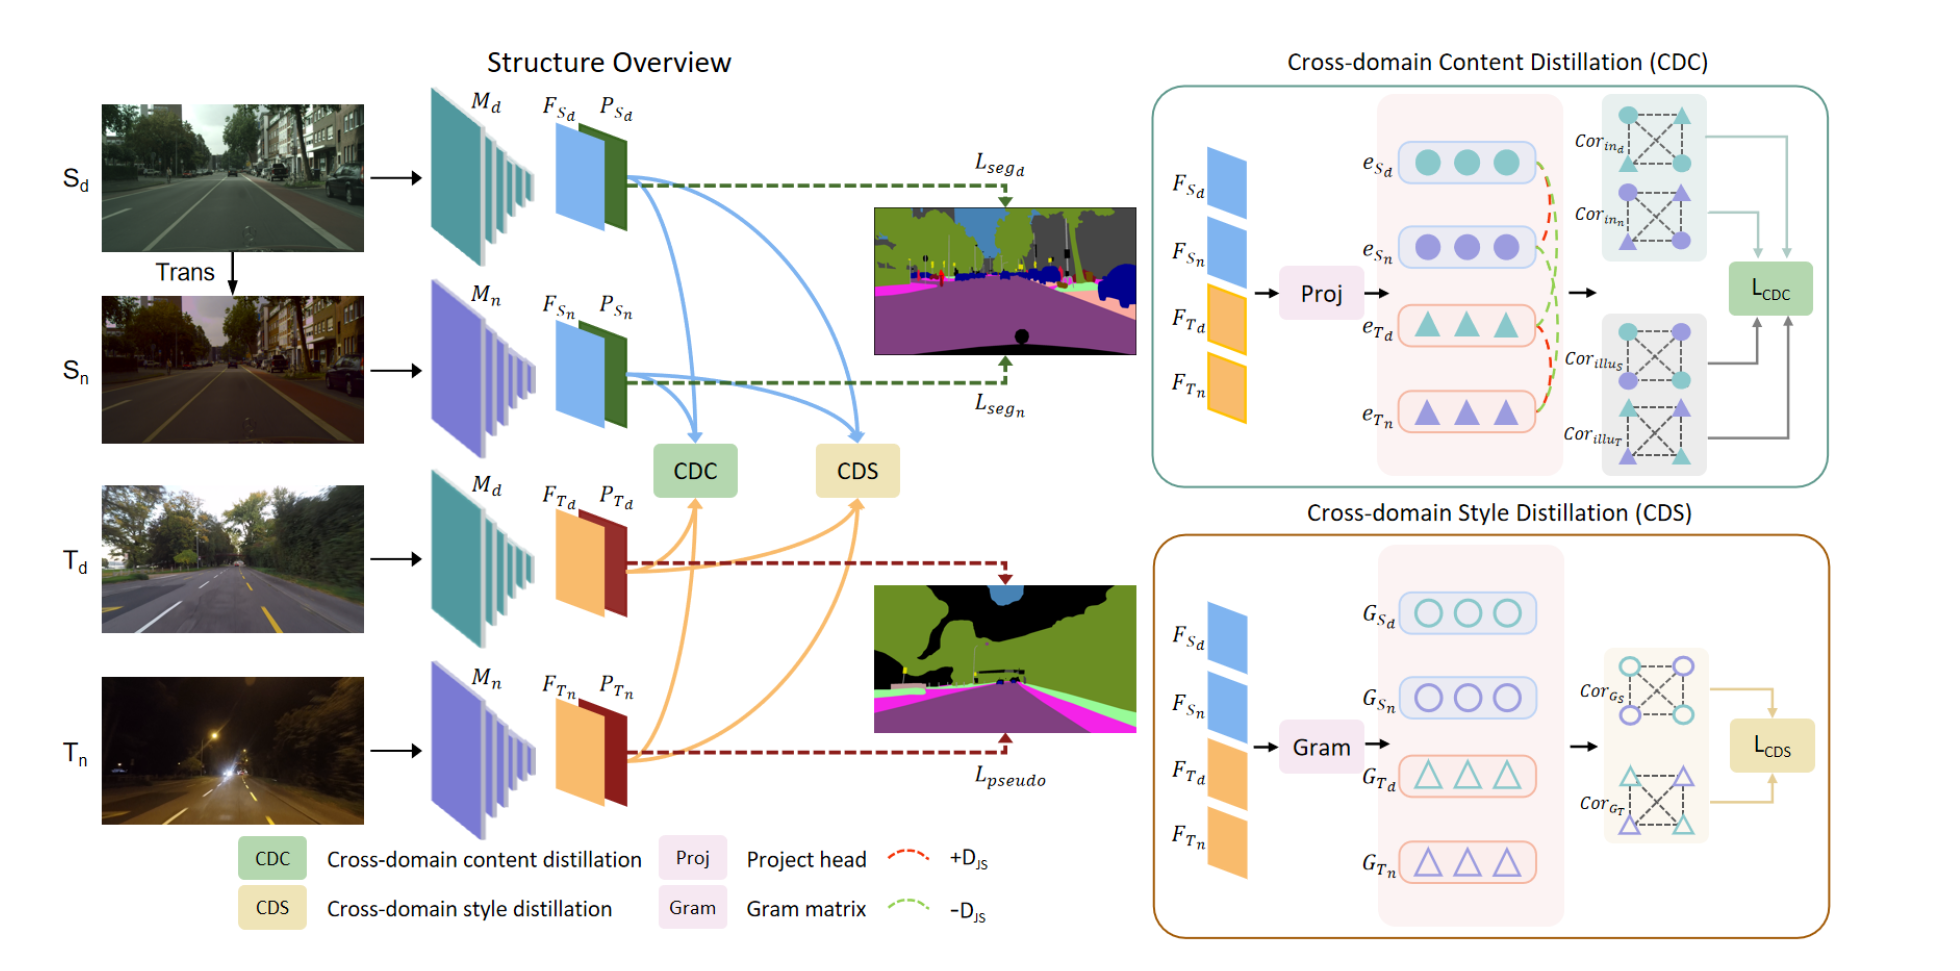 Structure Overview
S_d
Trans
S_n
T_d
T_n
M_d
F_{S_d}
P_{S_d}
M_n
F_{S_n}
P_{S_n}
M_d
F_{T_d}
P_{T_d}
M_n
F_{T_n}
P_{T_n}
L_{seg_d}
L_{seg_n}
CDC
CDS
L_{pseudo}
CDC Cross-domain content distillation
Proj Project head
+D_{JS}
CDS Cross-domain style distillation
Gram Gram matrix
−D_{JS}
Cross-domain Content Distillation (CDC)
F_{S_d}
F_{S_n}
F_{T_d}
F_{T_n}
Proj
e_{S_d}
e_{S_n}
e_{T_d}
e_{T_n}
Cor_{in_d}
Cor_{in_n}
Cor_{illu_S}
Cor_{illu_T}
L_{CDC}
Cross-domain Style Distillation (CDS)
F_{S_d}
F_{S_n}
F_{T_d}
F_{T_n}
Gram
G_{S_d}
G_{S_n}
G_{T_d}
G_{T_n}
Cor_{G_S}
Cor_{G_T}
L_{CDS}